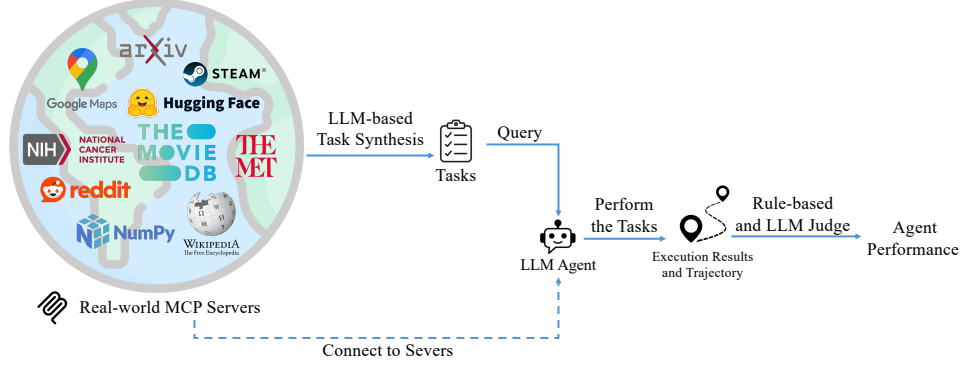 arXiv
STEAM®
Google Maps
Hugging Face
NIH
NATIONAL
CANCER
INSTITUTE
THE
MOVIE
DB
THE
MET
reddit
NumPy
WIKIPEDIA
The Free Encyclopedia
Real-world MCP Servers
LLM-based
Task Synthesis
Tasks
Query
LLM Agent
Connect to Severs
Perform
the Tasks
Execution Results
and Trajectory
Rule-based
and LLM Judge
Agent
Performance